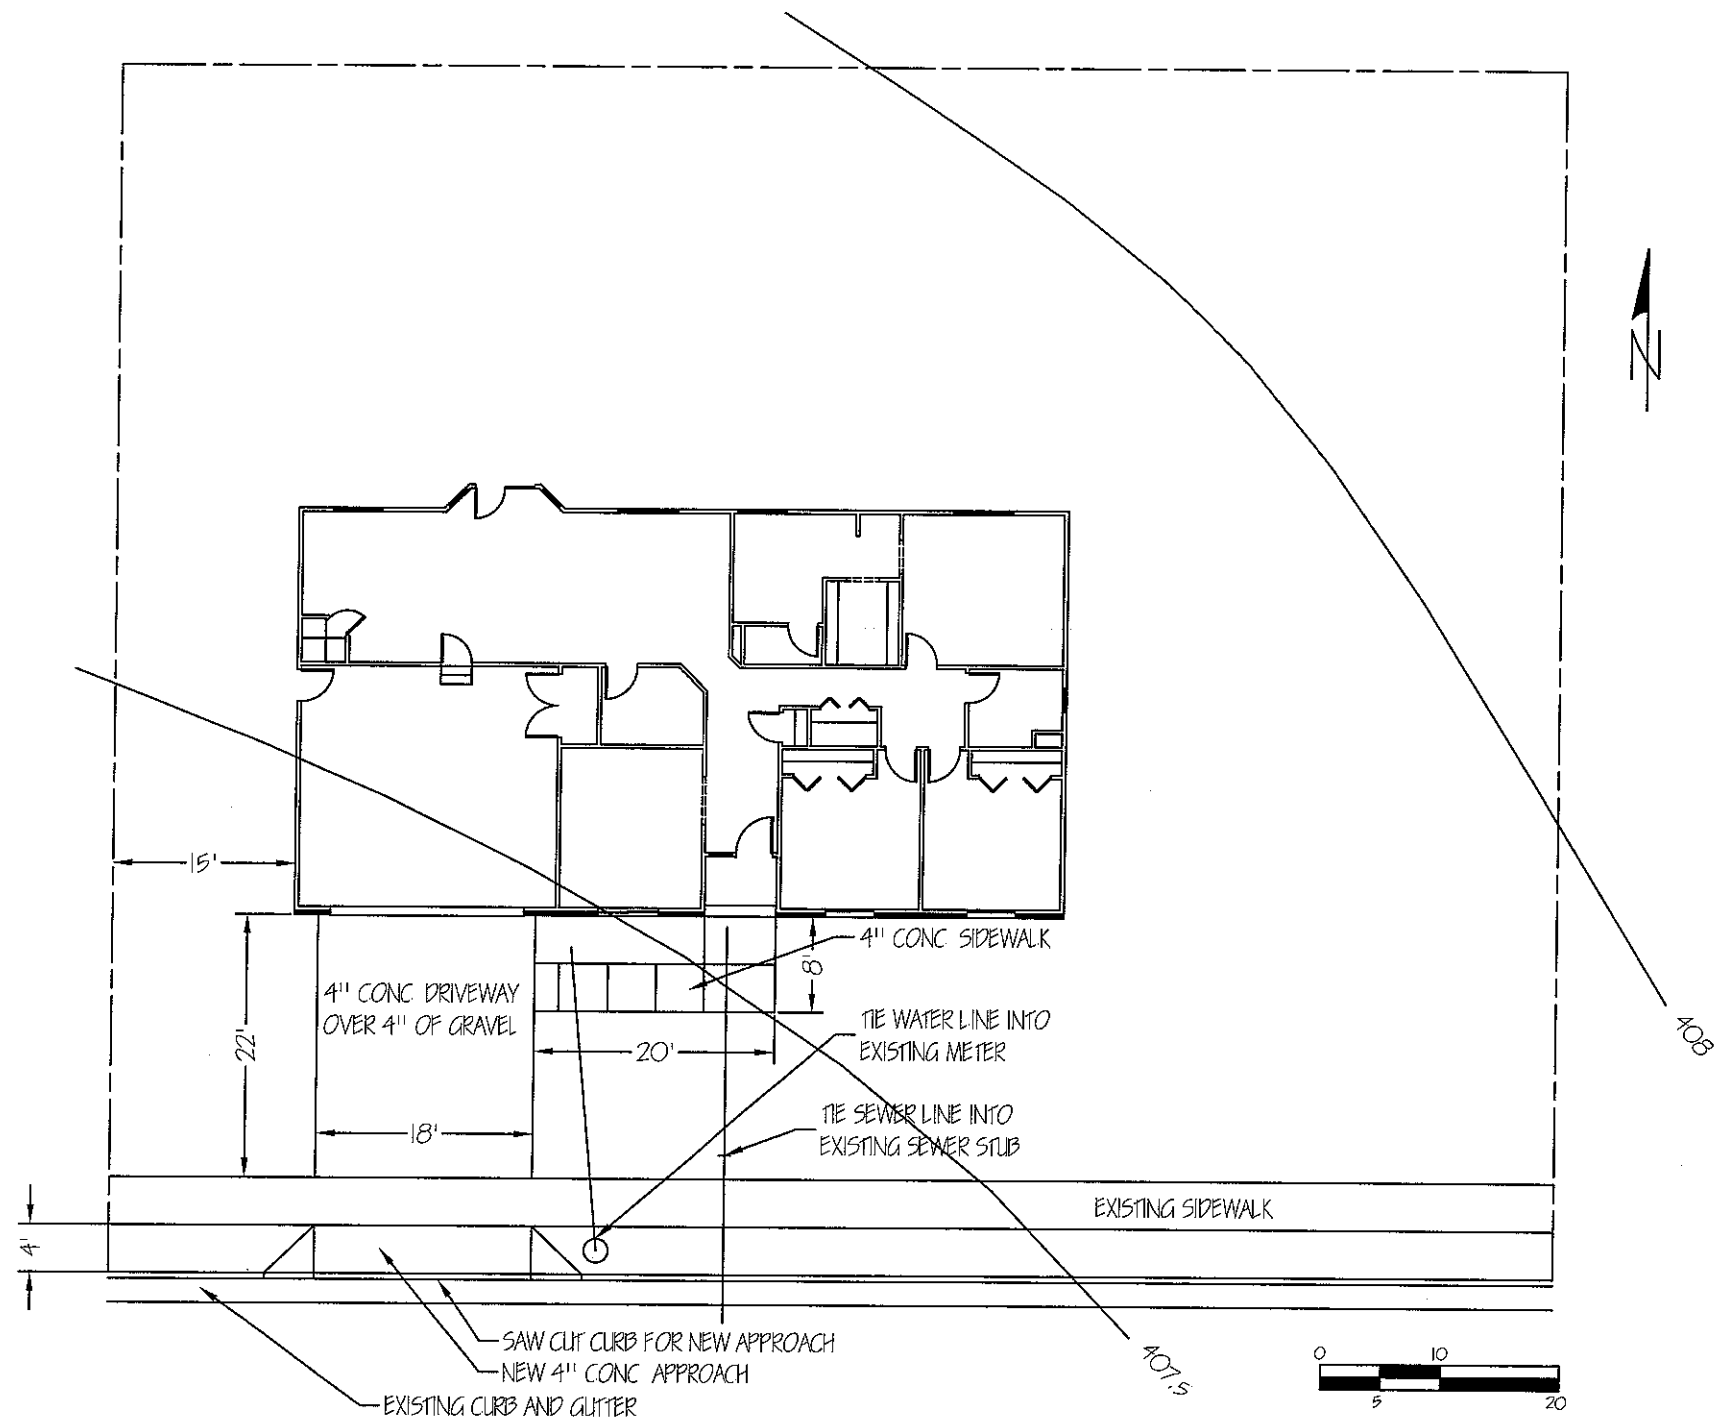 N
15'
4" CONC. SIDEWALK
8'
4" CONC. DRIVEWAY
OVER 4" OF GRAVEL
22'
TIE WATER LINE INTO
EXISTING METER
20'
408
TIE SEWER LINE INTO
EXISTING SEWER STUB
18'
EXISTING SIDEWALK
4'
SAW CUT CURB FOR NEW APPROACH
NEW 4" CONC. APPROACH
EXISTING CURB AND GUTTER
407.5
0 10
5 20